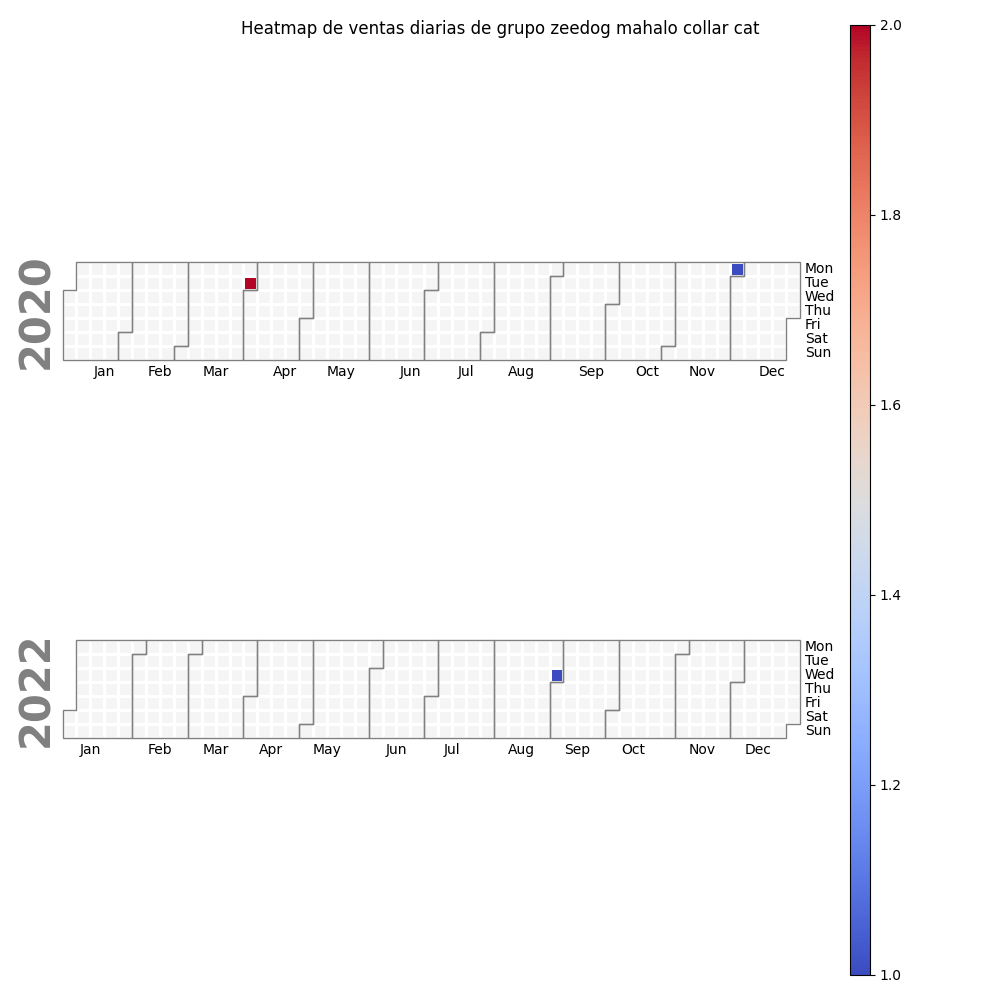 Heatmap de ventas diarias de grupo zeedog mahalo collar cat
2020
Mon
Tue
Wed
Thu
Fri
Sat
Sun
Jan Feb Mar Apr May Jun Jul Aug Sep Oct Nov Dec
2022
Mon
Tue
Wed
Thu
Fri
Sat
Sun
Jan Feb Mar Apr May Jun Jul Aug Sep Oct Nov Dec
2.0
1.8
1.6
1.4
1.2
1.0